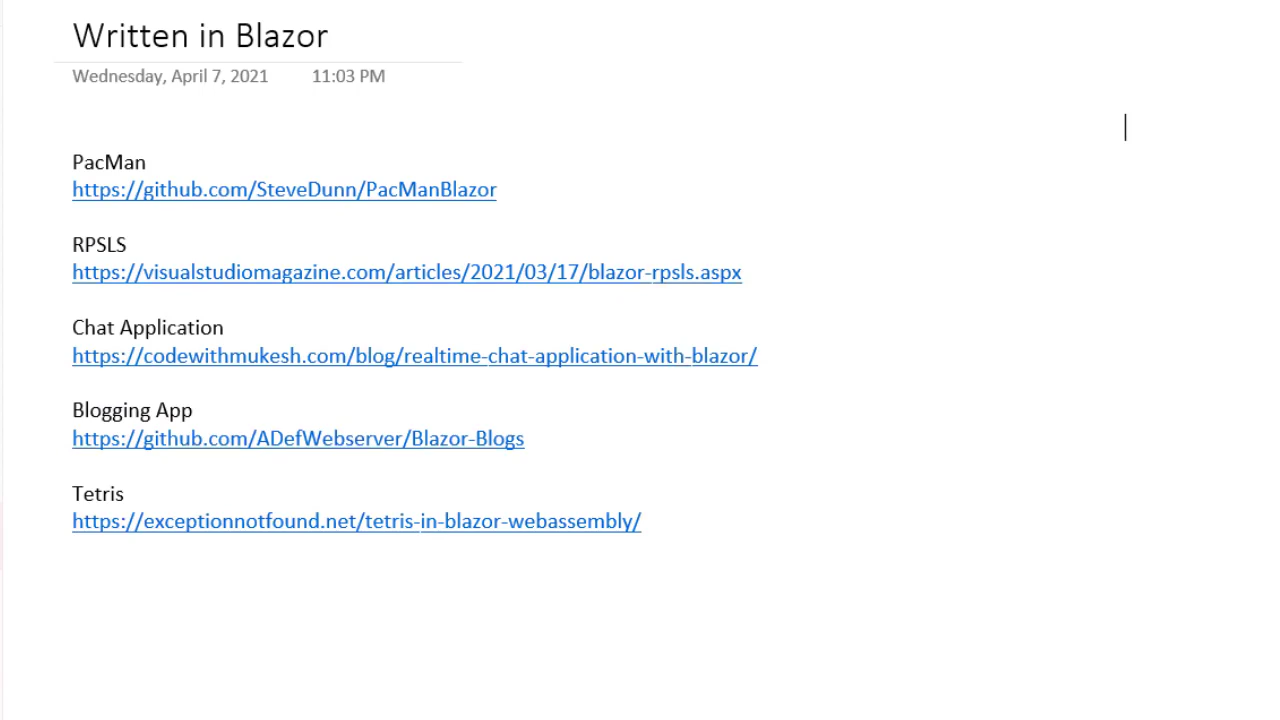 Written in Blazor
Wednesday, April 7, 2021 11:03 PM
PacMan
https://github.com/SteveDunn/PacManBlazor
RPSLS
https://visualstudiomagazine.com/articles/2021/03/17/blazor-rpsls.aspx
Chat Application
https://codewithmukesh.com/blog/realtime-chat-application-with-blazor/
Blogging App
https://github.com/ADefWebserver/Blazor-Blogs
Tetris
https://exceptionnotfound.net/tetris-in-blazor-webassembly/